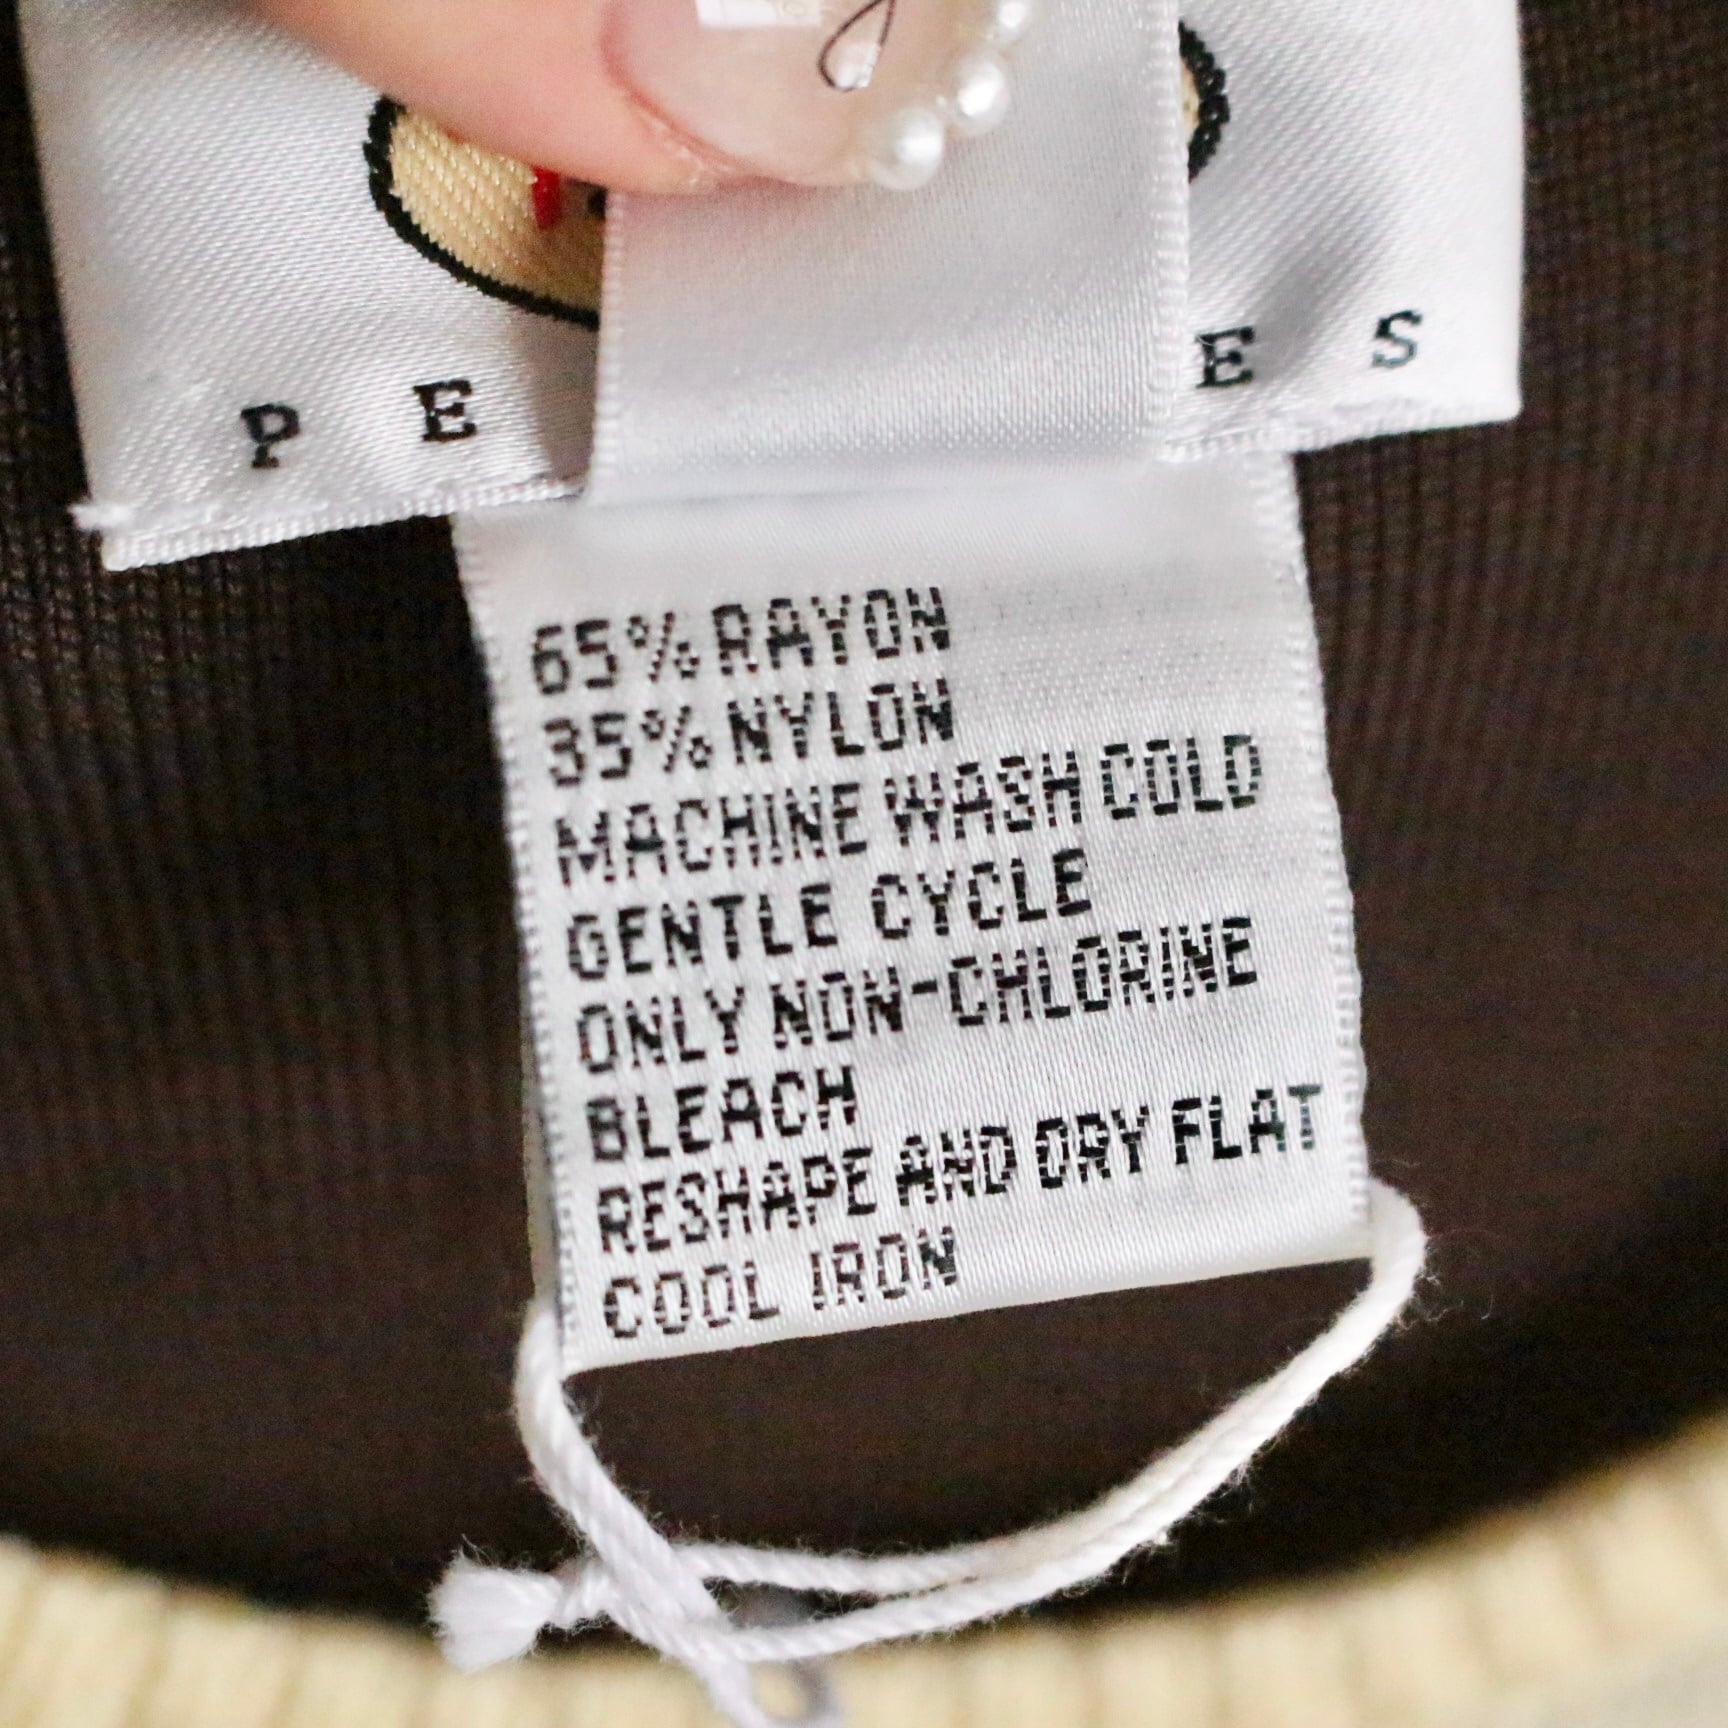 P E E S
65% RAYON
35% NYLON
MACHINE WASH COLD
GENTLE CYCLE
ONLY NON-CHLORINE
BLEACH
RESHAPE AND DRY FLAT
COOL IRON